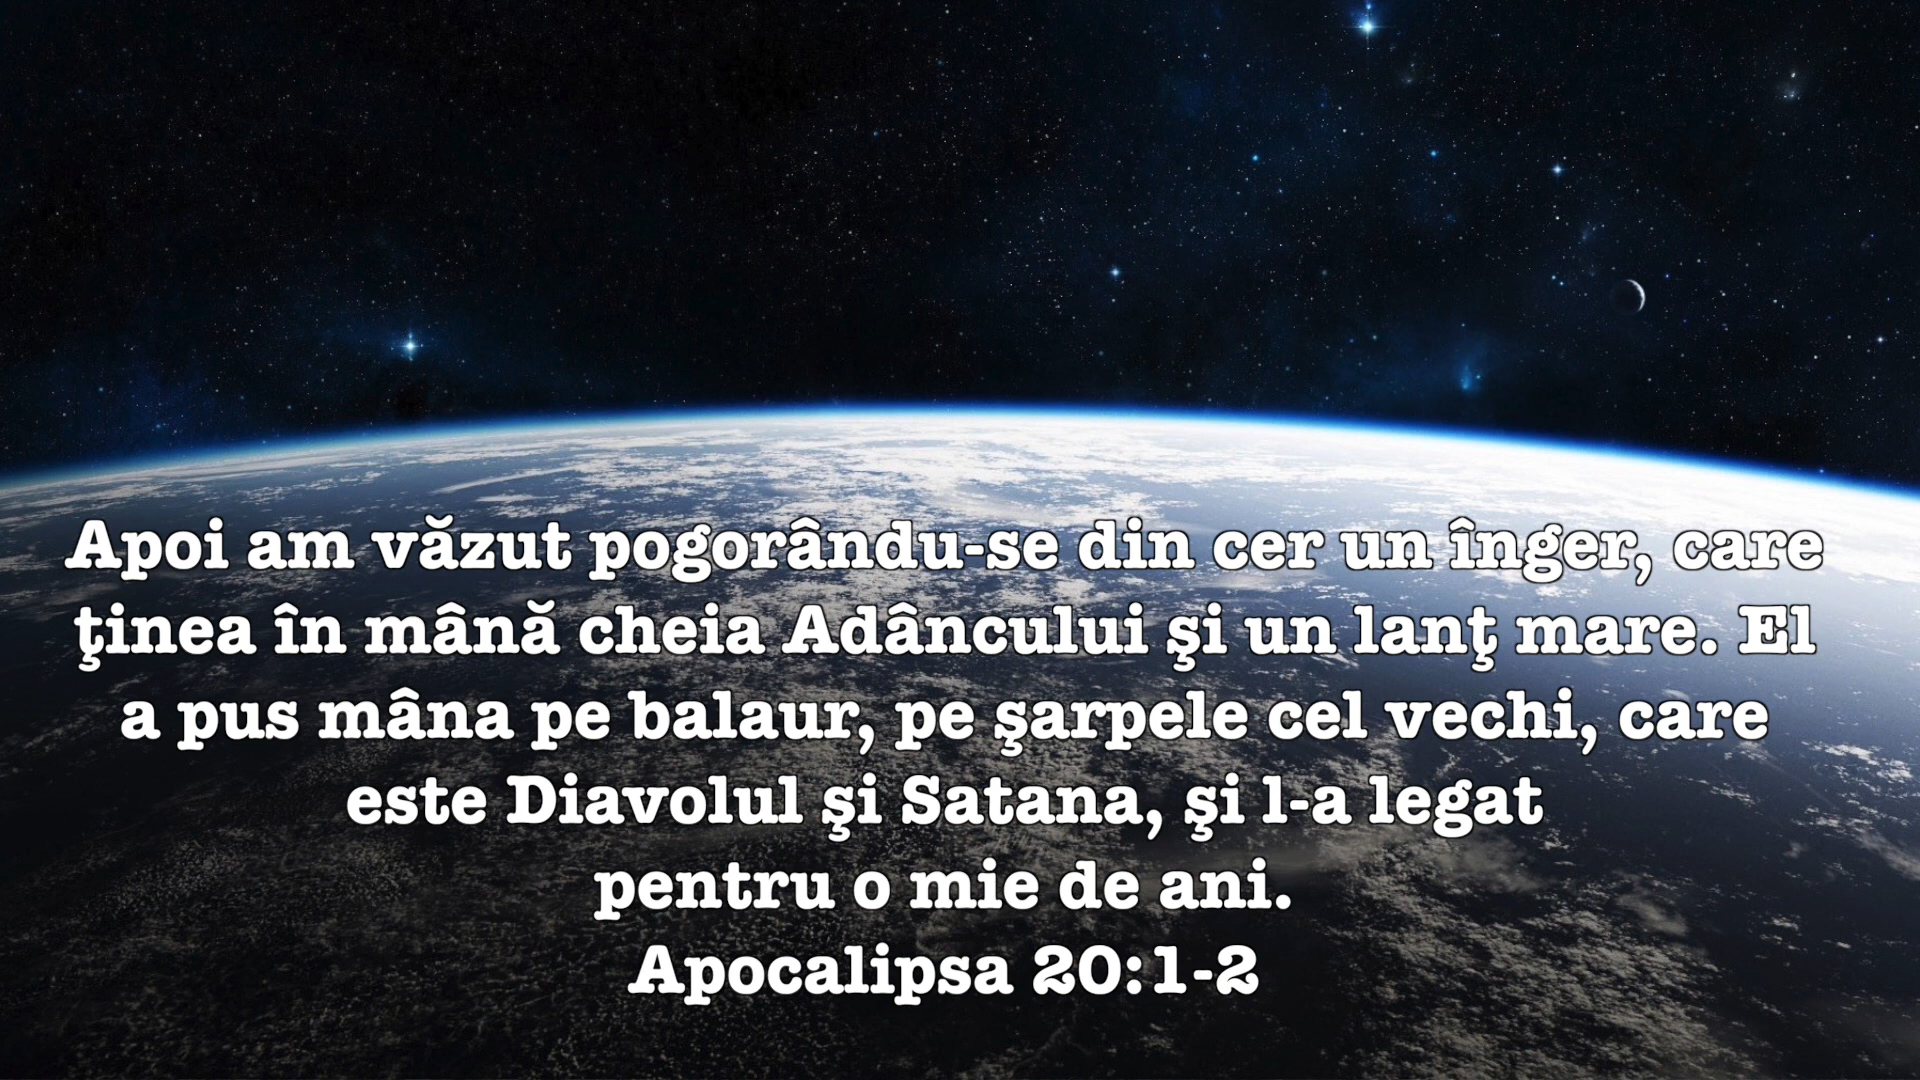 Apoi am văzut pogorându-se din cer un înger, care
ţinea în mână cheia Adâncului şi un lanţ mare. El
a pus mâna pe balaur, pe şarpele cel vechi, care
este Diavolul şi Satana, şi l-a legat
pentru o mie de ani.
Apocalipsa 20:1-2